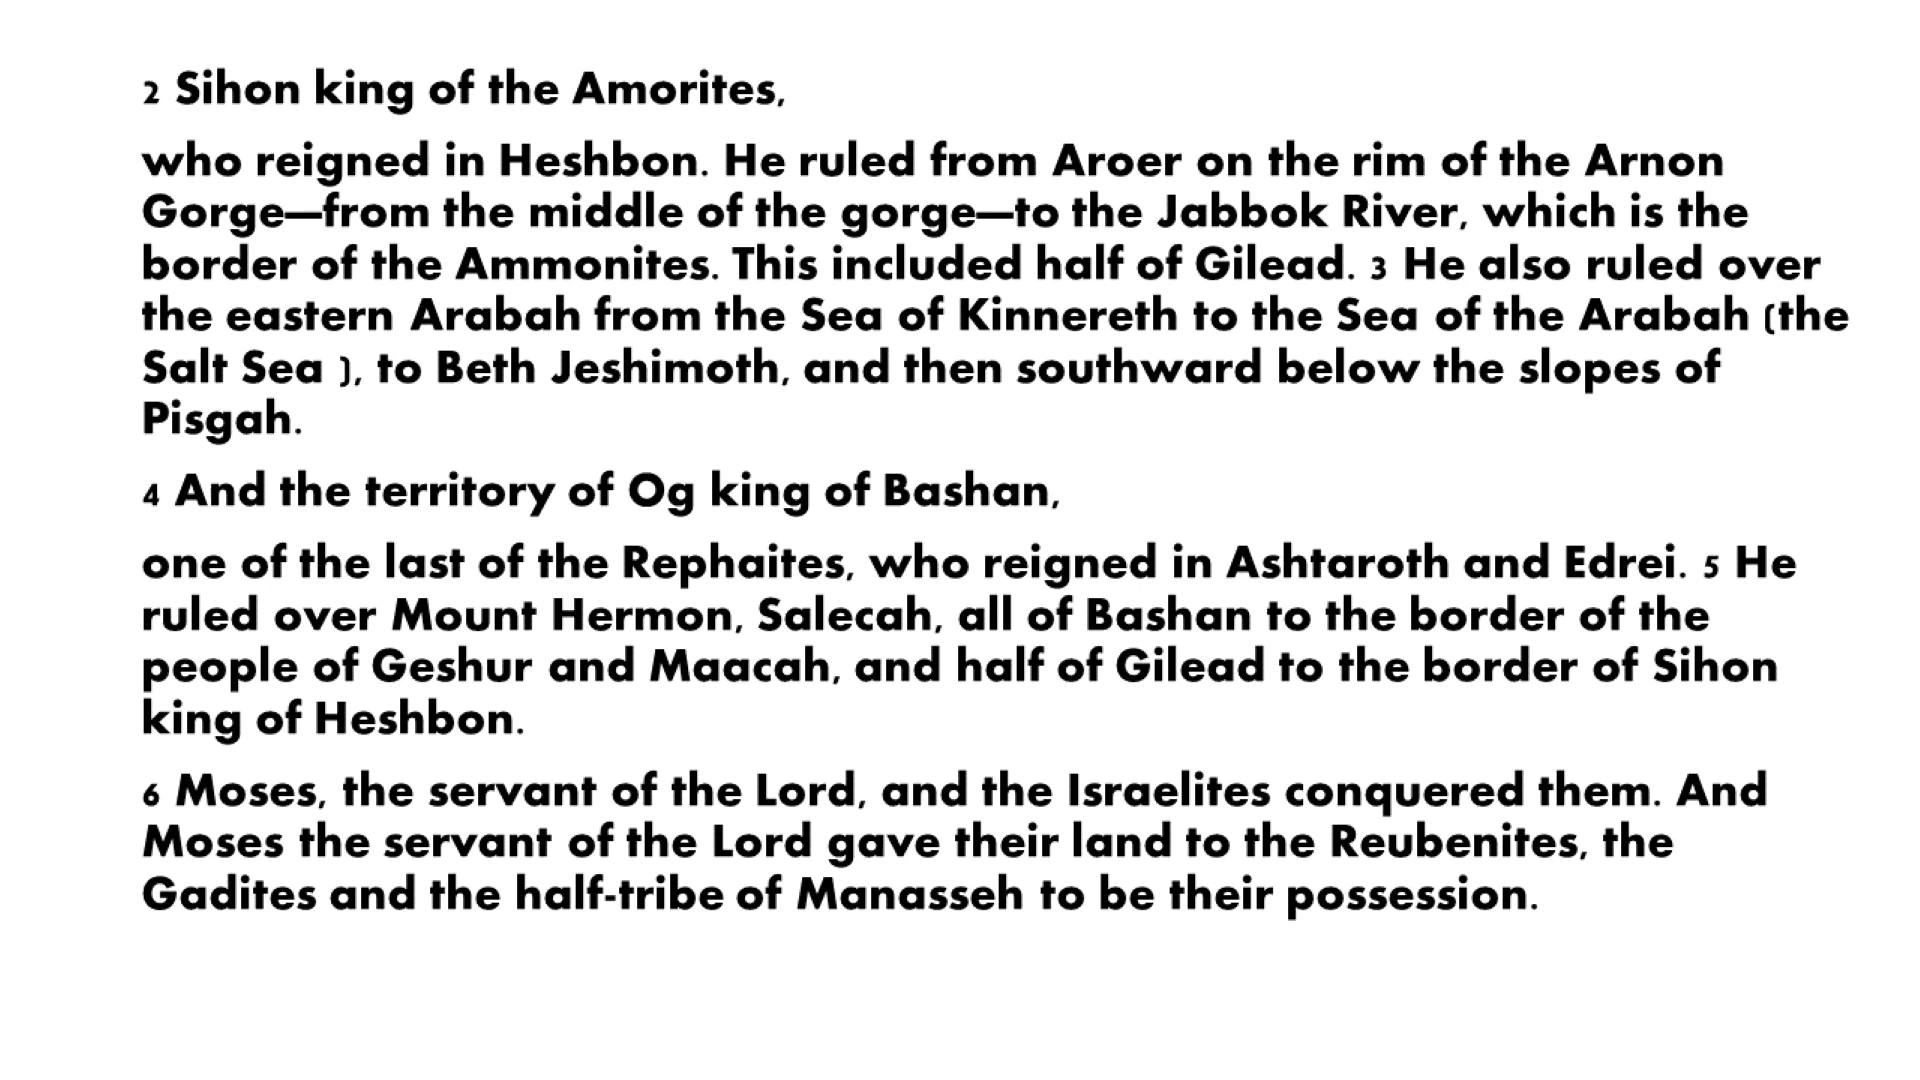 2 Sihon king of the Amorites,
who reigned in Heshbon. He ruled from Aroer on the rim of the Arnon
Gorge—from the middle of the gorge—to the Jabbok River, which is the
border of the Ammonites. This included half of Gilead. 3 He also ruled over
the eastern Arabah from the Sea of Kinnereth to the Sea of the Arabah (the
Salt Sea ), to Beth Jeshimoth, and then southward below the slopes of
Pisgah.
4 And the territory of Og king of Bashan,
one of the last of the Rephaites, who reigned in Ashtaroth and Edrei. 5 He
ruled over Mount Hermon, Salecah, all of Bashan to the border of the
people of Geshur and Maacah, and half of Gilead to the border of Sihon
king of Heshbon.
6 Moses, the servant of the Lord, and the Israelites conquered them. And
Moses the servant of the Lord gave their land to the Reubenites, the
Gadites and the half-tribe of Manasseh to be their possession.